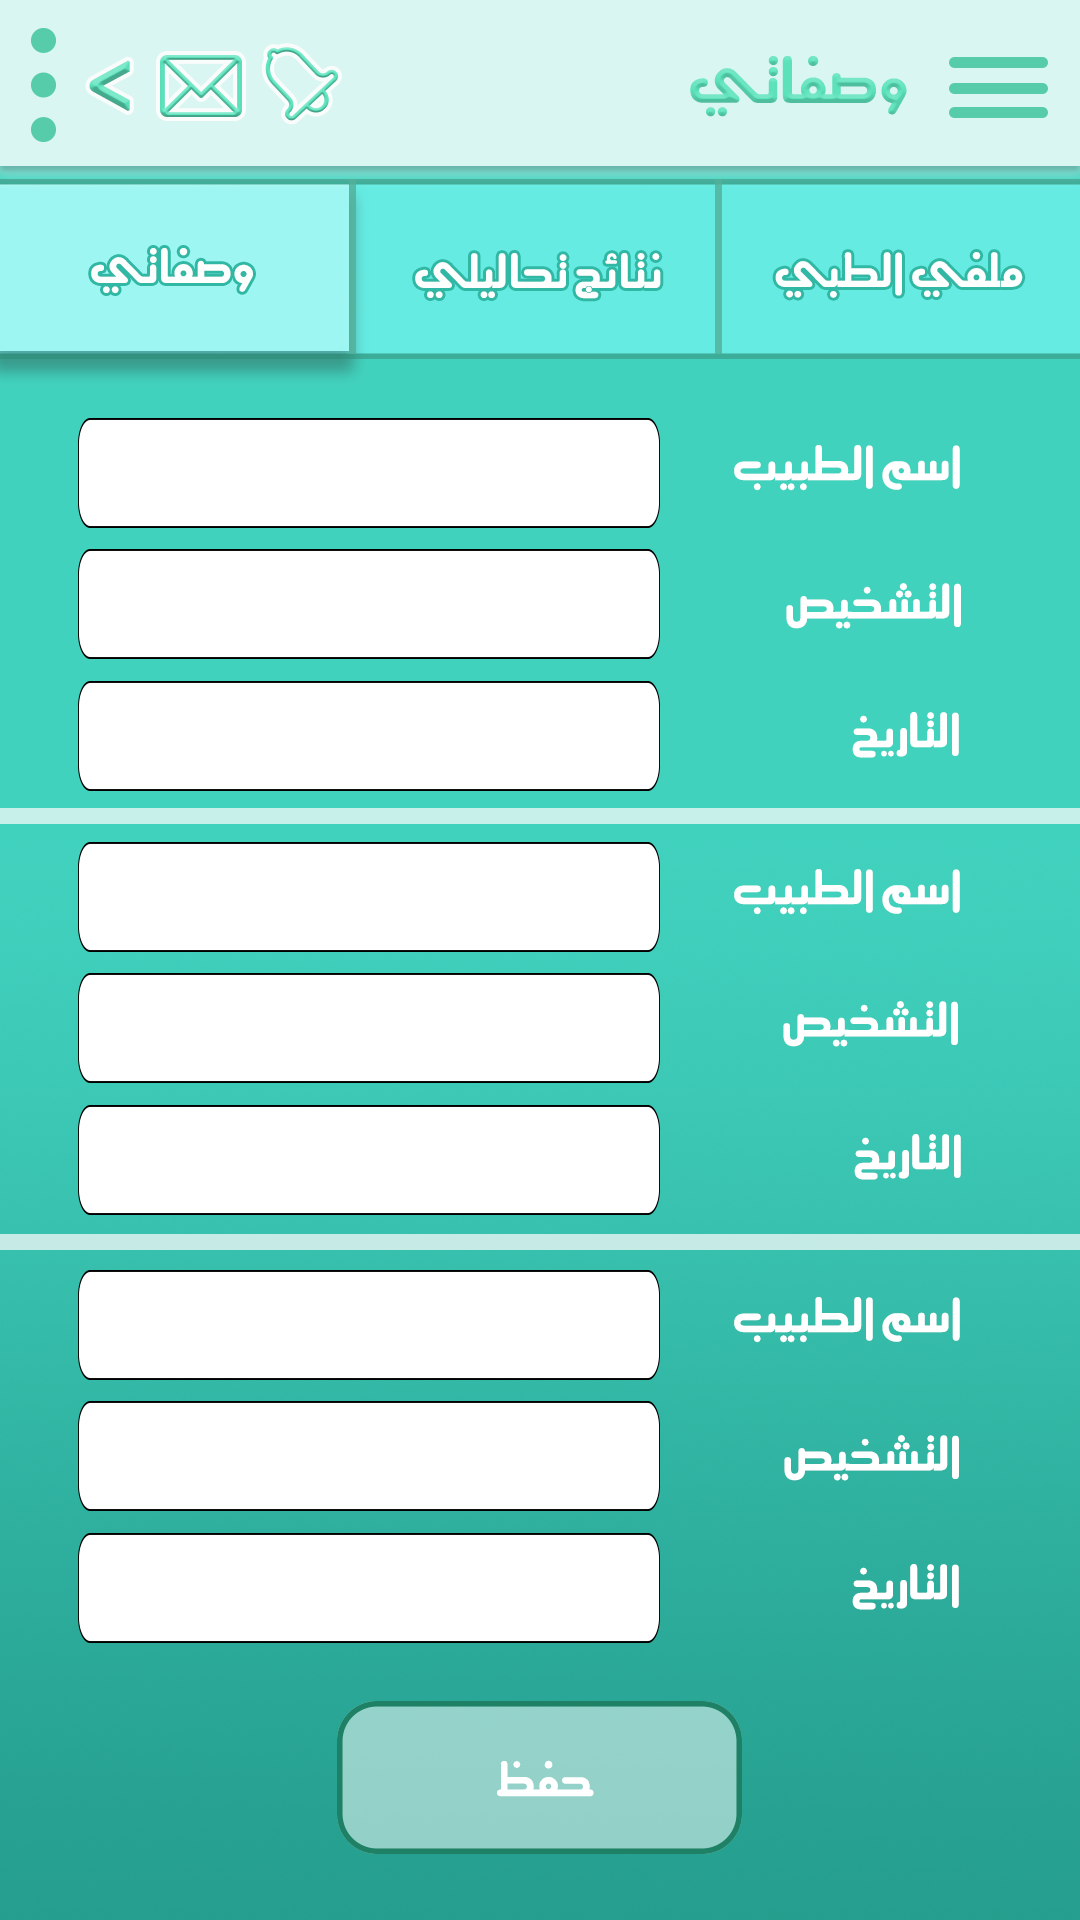 وصفاتي
ملفي الطبي
نتائج تحاليلي
وصفاتي
اسم الطبيب
التشخيص
التاريخ
اسم الطبيب
التشخيص
التاريخ
اسم الطبيب
التشخيص
التاريخ
حفظ